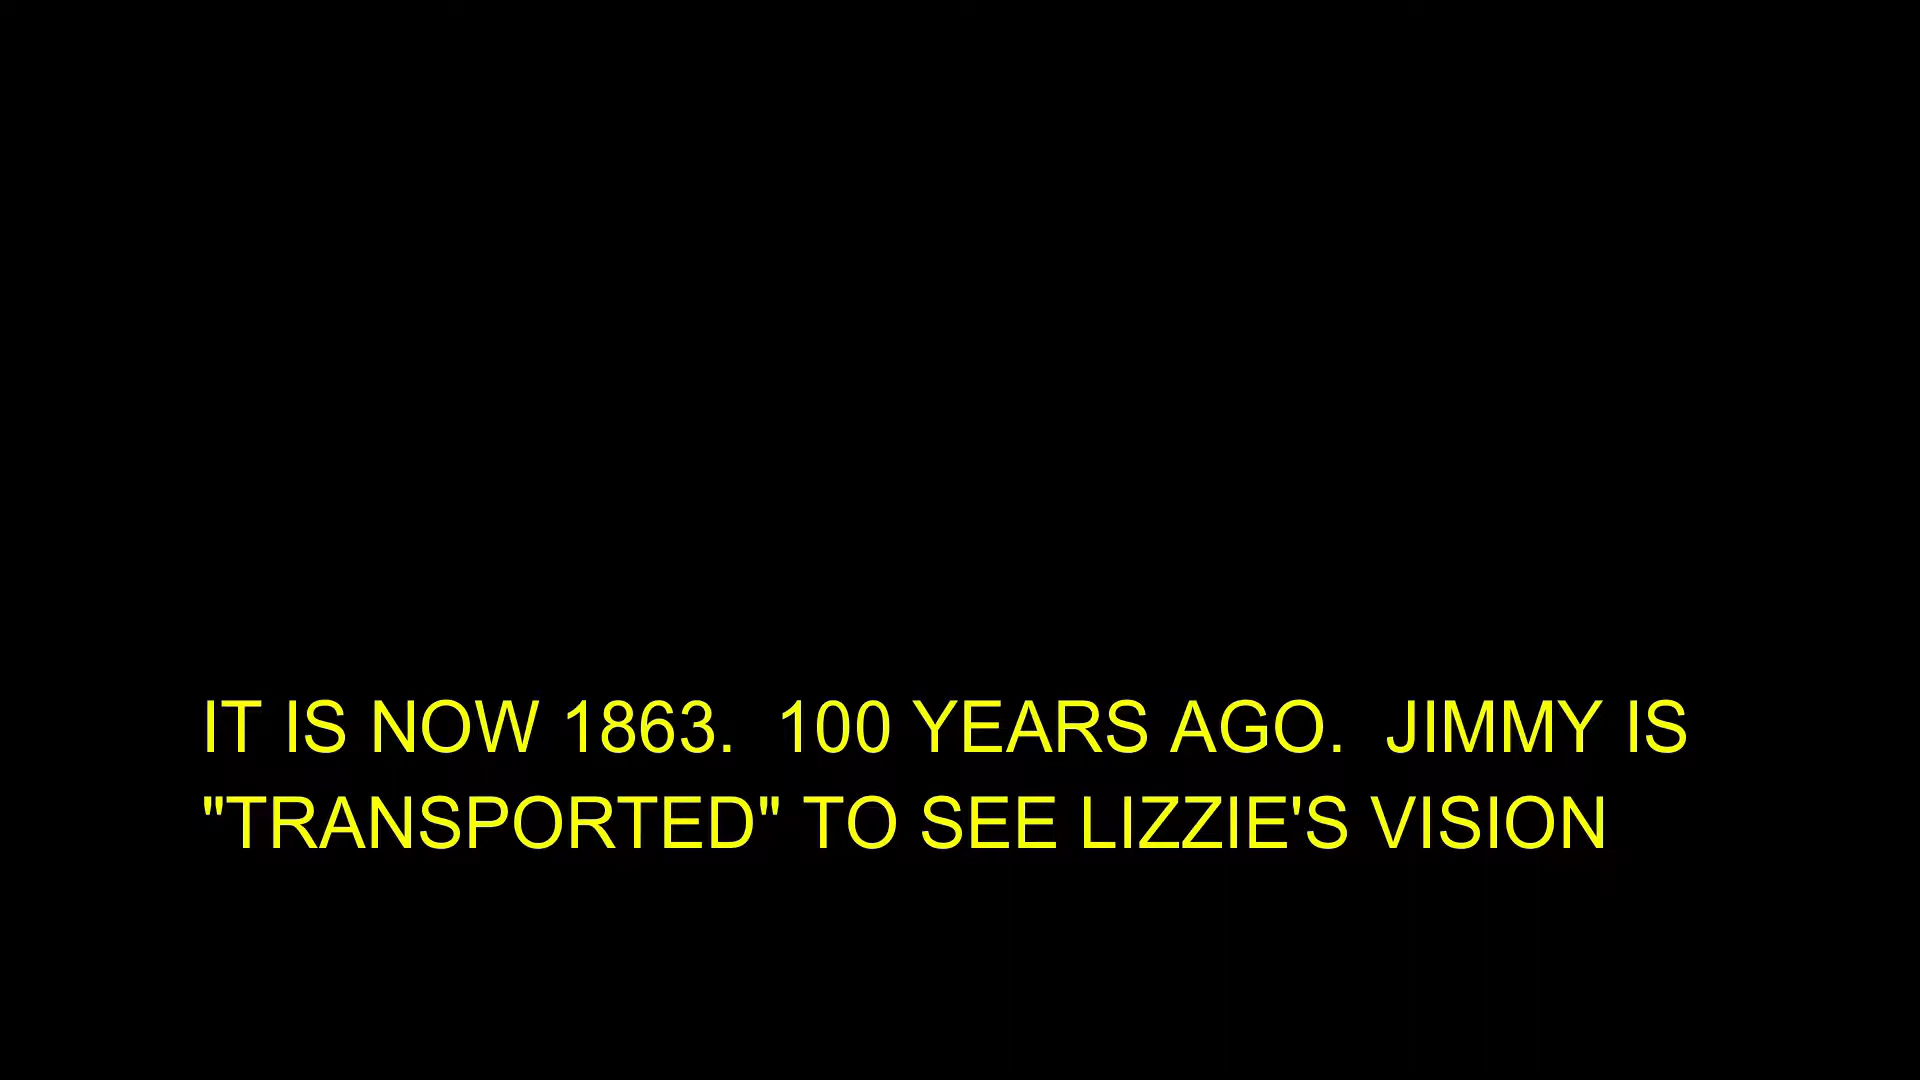 IT IS NOW 1863.  100 YEARS AGO.  JIMMY IS
"TRANSPORTED" TO SEE LIZZIE'S VISION